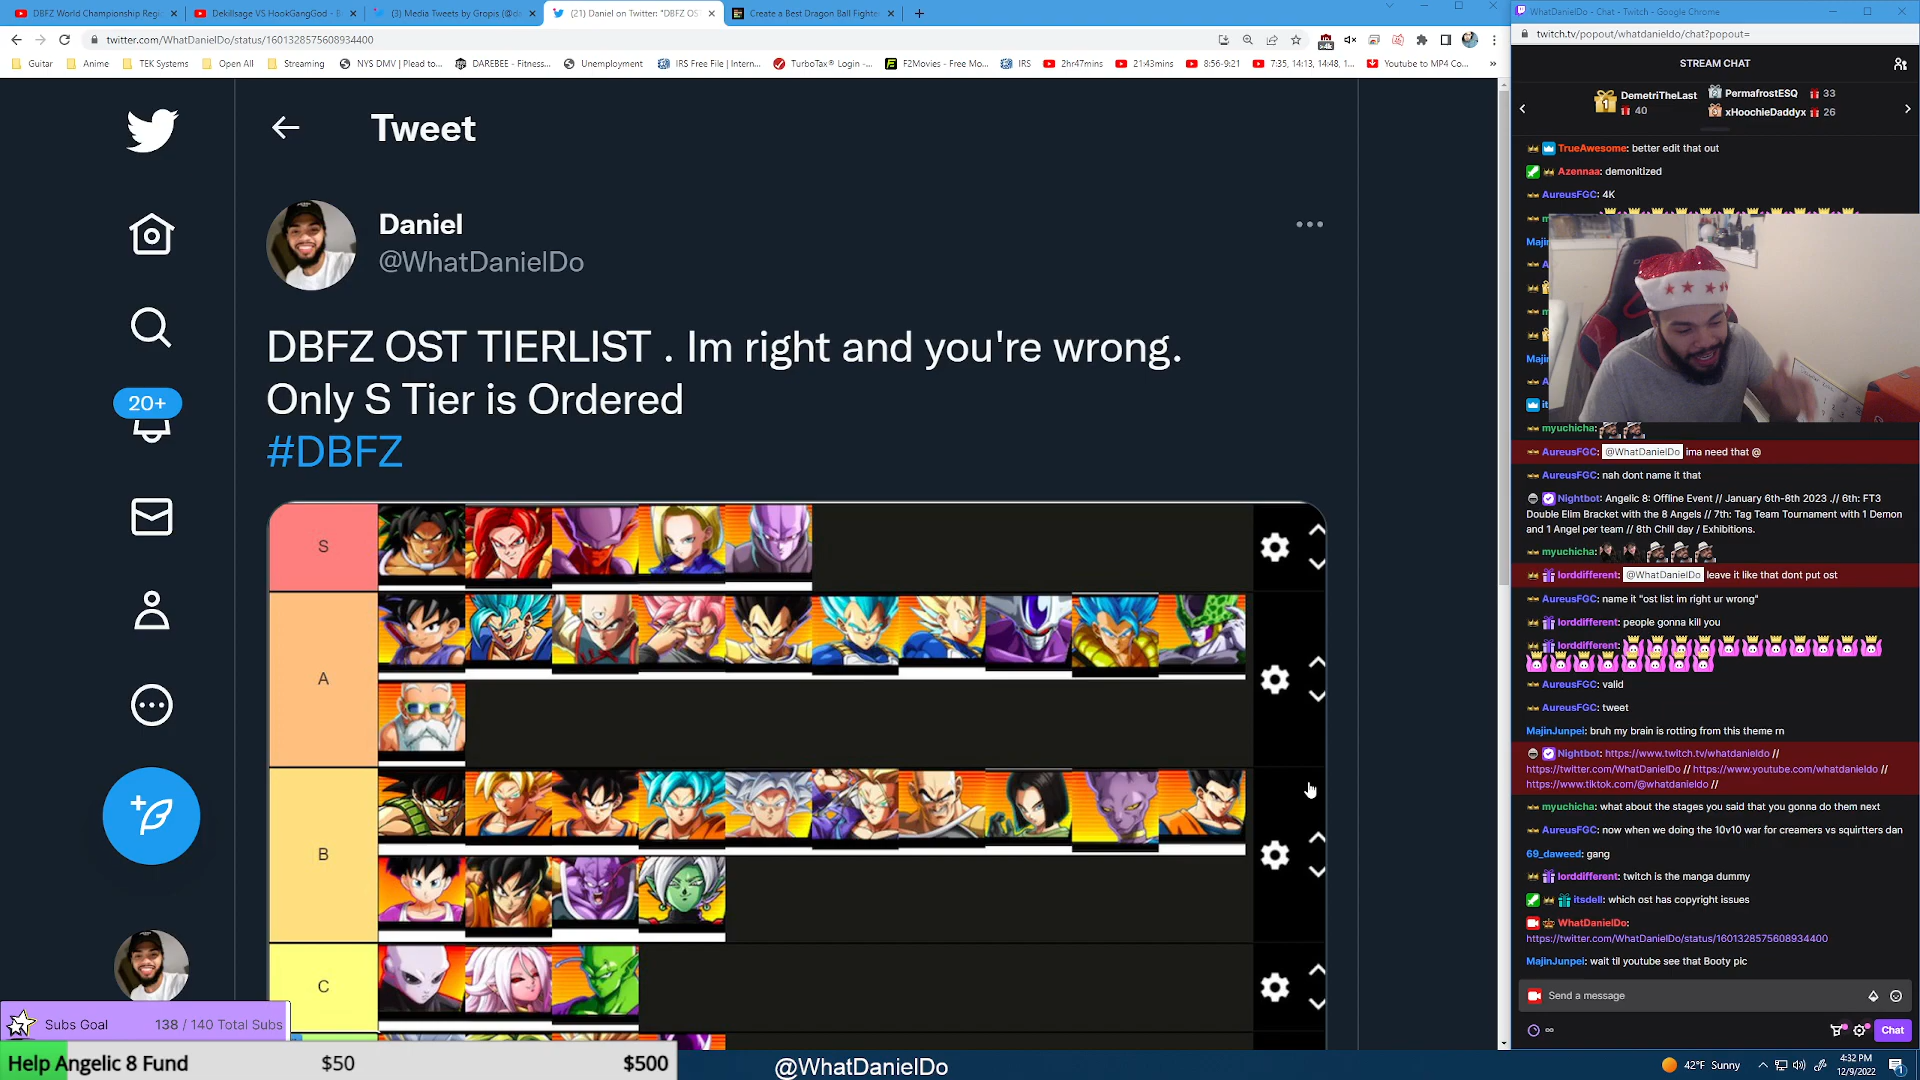 DBFZ World Championship Regi
Dekillsage VS HookGangGod - B
(3) Media Tweets by Gropis (@de
(21) Daniel on Twitter: "DBFZ OS
Create a Best Dragon Ball Fighte
twitter.com/WhatDanielDo/status/1601328575608934400
Guitar
Anime
TEK Systems
Open All
Streaming
NYS DMV | Plead to...
DAREBEE - Fitness...
Unemployment
IRS Free File | Intern...
TurboTax® Login -...
F2Movies - Free Mo...
IRS
2hr47mins
21:43mins
8:56-9:21
7:35, 14:13, 14:48, 1...
Youtube to MP4 Co...
Tweet
Daniel
@WhatDanielDo
DBFZ OST TIERLIST . Im right and you're wrong.
Only S Tier is Ordered
#DBFZ
20+
S
A
B
C
Subs Goal 138 / 140 Total Subs
Help Angelic 8 Fund $50 $500
@WhatDanielDo
WhatDanielDo - Chat - Twitch - Google Chrome
twitch.tv/popout/whatdanieldo/chat?popout=
STREAM CHAT
1 DemetriTheLast 40
PermafrostESQ 33
xHoochieDaddyx 26
TrueAwesome: better edit that out
Azennaa: demonitized
AureusFGC: 4K
myuchicha:
AureusFGC: @WhatDanielDo ima need that @
AureusFGC: nah dont name it that
Nightbot: Angelic 8: Offline Event // January 6th-8th 2023 .// 6th: FT3
Double Elim Bracket with the 8 Angels // 7th: Tag Team Tournament with 1 Demon
and 1 Angel per team // 8th Chill day / Exhibitions.
myuchicha:
lorddifferent: @WhatDanielDo leave it like that dont put ost
AureusFGC: name it "ost list im right ur wrong"
lorddifferent: people gonna kill you
lorddifferent:
AureusFGC: valid
AureusFGC: tweet
MajinJunpei: bruh my brain is rotting from this theme rn
Nightbot: https://www.twitch.tv/whatdanieldo //
https://twitter.com/WhatDanielDo // https://www.youtube.com/whatdanieldo //
https://www.tiktok.com/@whatdanieldo //
myuchicha: what about the stages you said that you gonna do them next
AureusFGC: now when we doing the 10v10 war for creamers vs squirtters dan
69_daweed: gang
lorddifferent: twitch is the manga dummy
itsdell: which ost has copyright issues
WhatDanielDo:
https://twitter.com/WhatDanielDo/status/1601328575608934400
MajinJunpei: wait til youtube see that Booty pic
Send a message
Chat
42°F Sunny
4:32 PM
12/9/2022